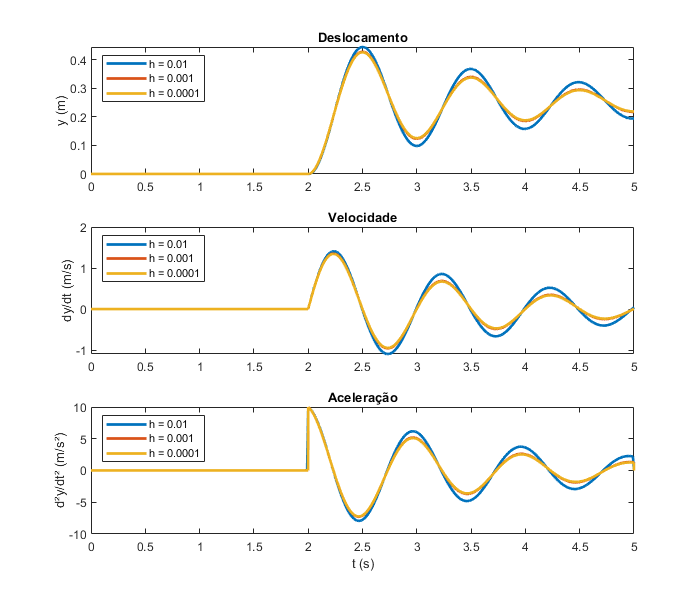 Deslocamento
y (m)
0.4
0.3
0.2
0.1
0
h = 0.01
h = 0.001
h = 0.0001
0 0.5 1 1.5 2 2.5 3 3.5 4 4.5 5
Velocidade
dy/dt (m/s)
2
1
0
-1
h = 0.01
h = 0.001
h = 0.0001
0 0.5 1 1.5 2 2.5 3 3.5 4 4.5 5
Aceleração
d²y/dt² (m/s²)
10
5
0
-5
-10
h = 0.01
h = 0.001
h = 0.0001
0 0.5 1 1.5 2 2.5 3 3.5 4 4.5 5
t (s)